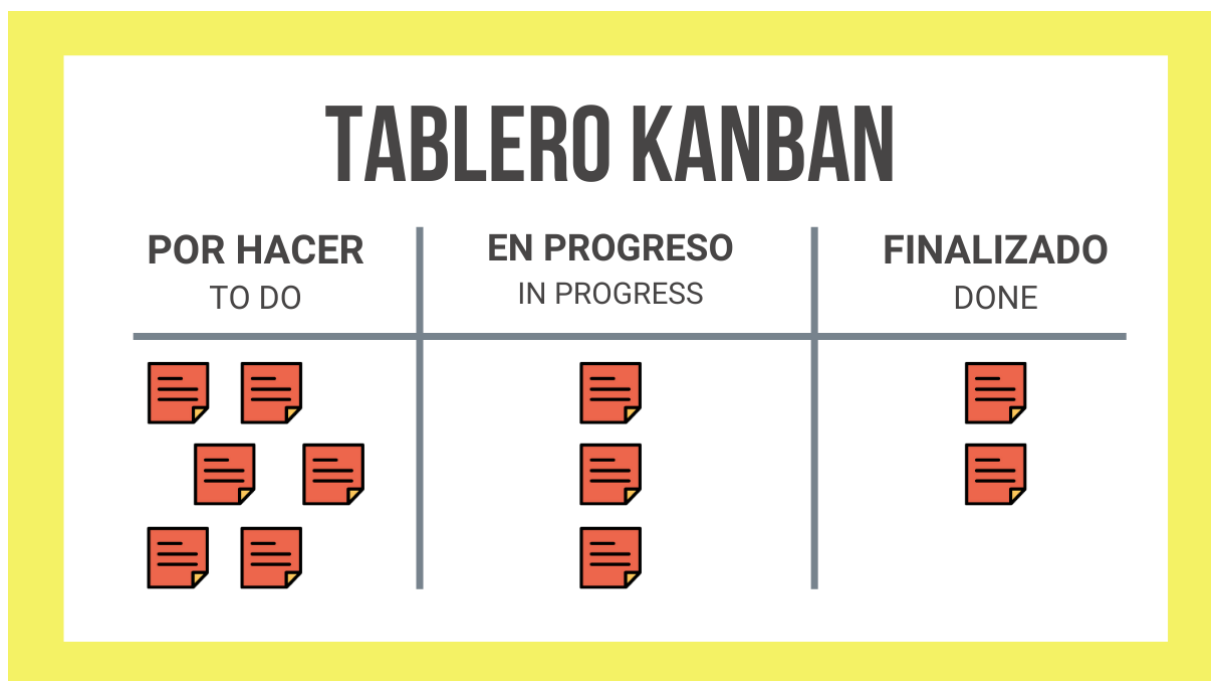 TABLERO KANBAN
POR HACER
TO DO
EN PROGRESO
IN PROGRESS
FINALIZADO
DONE